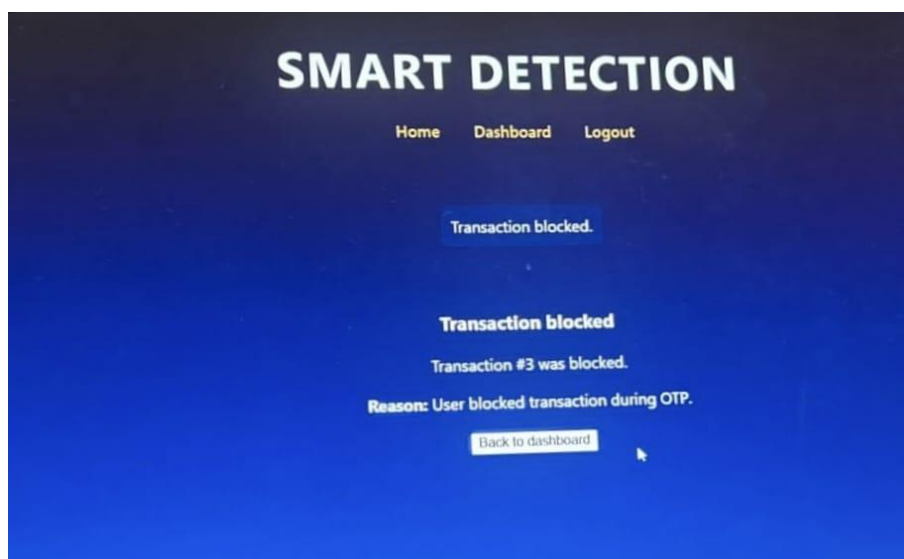 SMART DETECTION
Home Dashboard Logout
Transaction blocked.
Transaction blocked
Transaction #3 was blocked.
Reason: User blocked transaction during OTP.
Back to dashboard